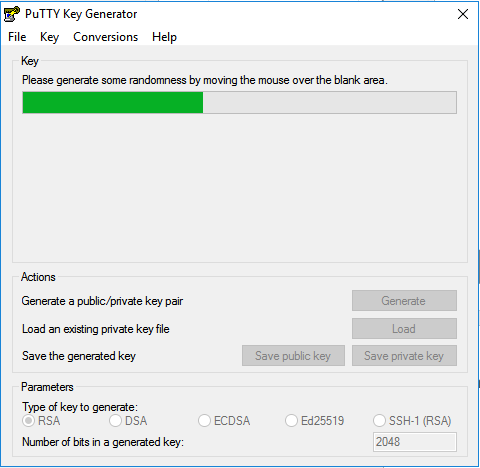 PuTTY Key Generator
File Key Conversions Help
Key
Please generate some randomness by moving the mouse over the blank area.
Actions
Generate a public/private key pair Generate
Load an existing private key file Load
Save the generated key Save public key Save private key
Parameters
Type of key to generate:
RSA DSA ECDSA Ed25519 SSH-1 (RSA)
Number of bits in a generated key: 2048